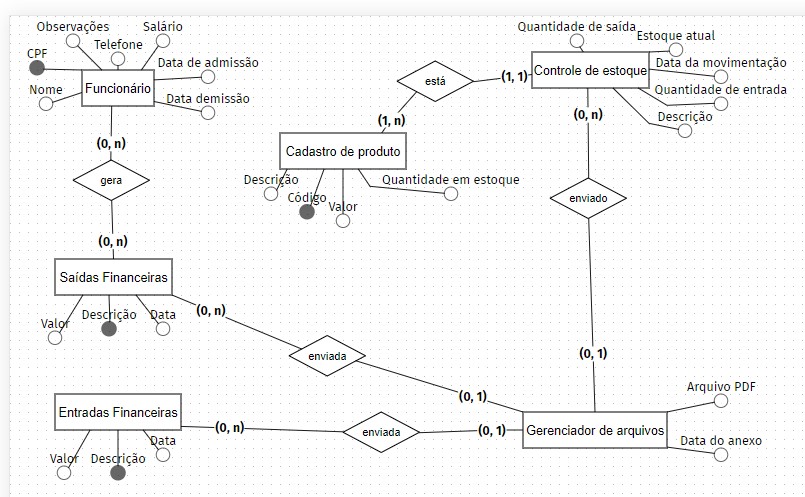 Observações
Salário
Telefone
CPF
Data de admissão
Funcionário
Nome
Data demissão
(0, n)
gera
(0, n)
Saídas Financeiras
Valor
Descrição
Data
(0, n)
enviada
(0, 1)
Entradas Financeiras
(0, n)
enviada
(0, 1)
Valor
Descrição
Data
Quantidade de saída
Estoque atual
Controle de estoque
Data da movimentação
Quantidade de entrada
Descrição
está
(1, 1)
(1, n)
Cadastro de produto
Descrição
Código
Valor
Quantidade em estoque
(0, n)
enviado
(0, 1)
Gerenciador de arquivos
Arquivo PDF
Data do anexo